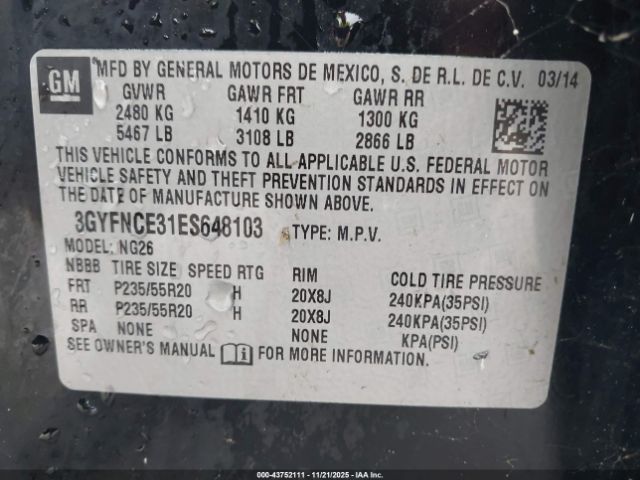 GM MFD BY GENERAL MOTORS DE MEXICO, S. DE R.L. DE C.V. 03/14
GVWR GAWR FRT GAWR RR
2480 KG 1410 KG 1300 KG
5467 LB 3108 LB 2866 LB
THIS VEHICLE CONFORMS TO ALL APPLICABLE U.S. FEDERAL MOTOR
VEHICLE SAFETY AND THEFT PREVENTION STANDARDS IN EFFECT ON
THE DATE OF MANUFACTURE SHOWN ABOVE.
3GYFNCE31ES648103 TYPE: M.P.V.
MODEL: NG26
NBBB TIRE SIZE SPEED RTG RIM COLD TIRE PRESSURE
FRT P235/55R20 H 20X8J 240KPA(35PSI)
RR P235/55R20 H 20X8J 240KPA(35PSI)
SPA NONE NONE KPA(PSI)
SEE OWNER'S MANUAL FOR MORE INFORMATION.
000-43752111 - 11/21/2025 - IAA